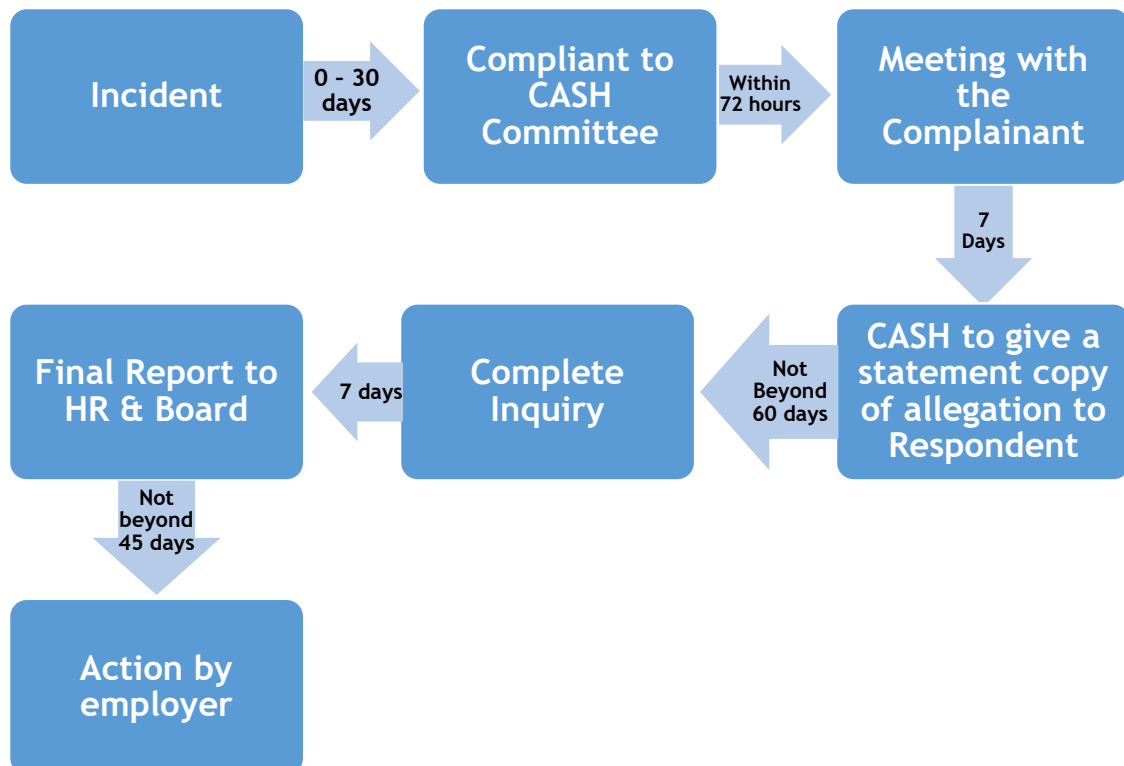 Incident
0 - 30
days
Compliant to
CASH
Committee
Within
72 hours
Meeting with
the
Complainant
7
Days
CASH to give a
statement copy
of allegation to
Respondent
Not
Beyond
60 days
Complete
Inquiry
7 days
Final Report to
HR & Board
Not
beyond
45 days
Action by
employer